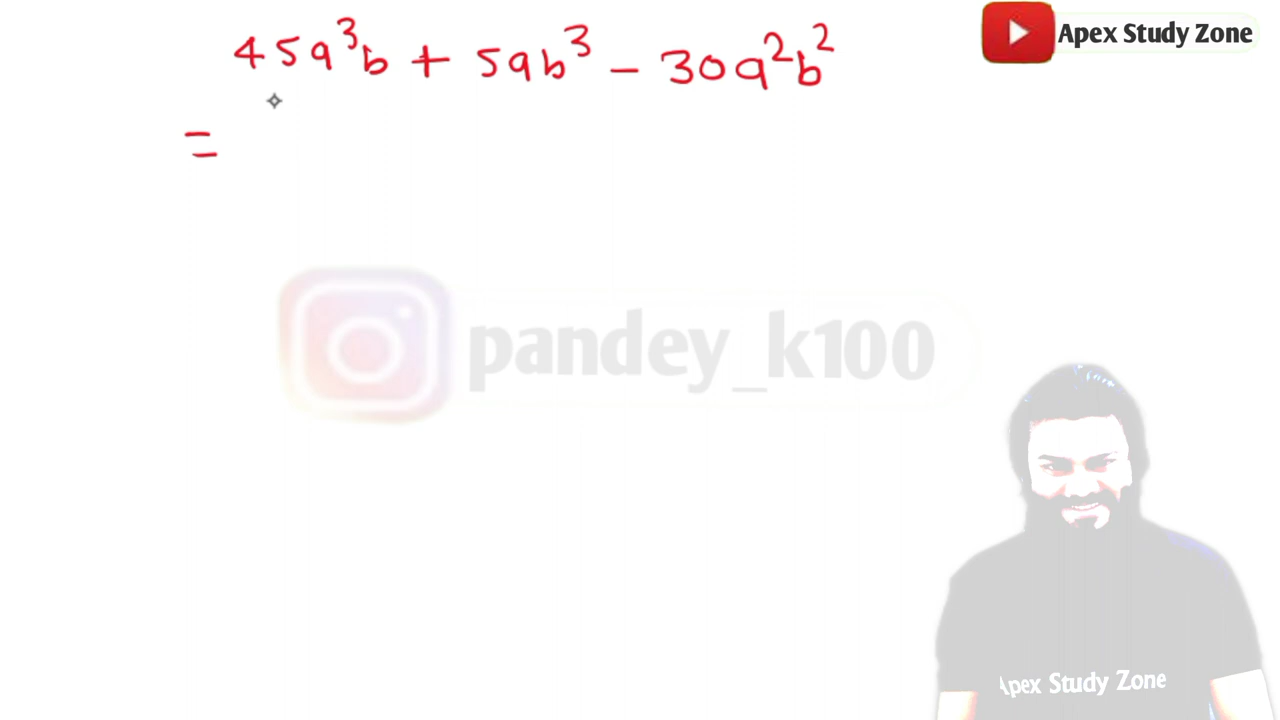 45a³b + 5ab³ − 30a²b²
=
Apex Study Zone
pandey_k100
Apex Study Zone